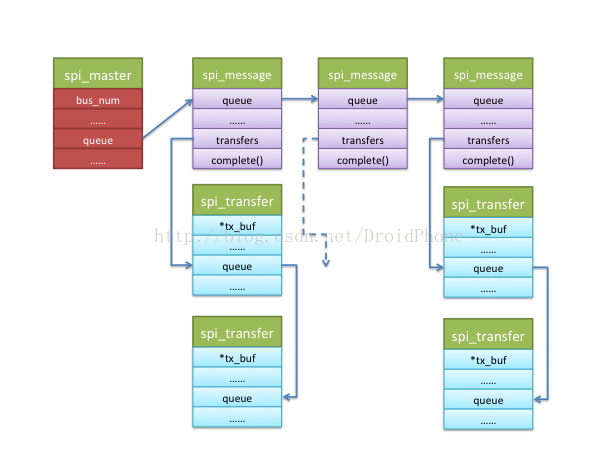 spi_master
bus_num
......
queue
......
spi_message
queue
......
transfers
complete()
spi_message
queue
......
transfers
complete()
spi_message
queue
......
transfers
complete()
spi_transfer
*tx_buf
......
queue
......
spi_transfer
*tx_buf
......
queue
......
http://blog.csdn.net/DroidPhone
spi_transfer
*tx_buf
......
queue
......
spi_transfer
*tx_buf
......
queue
......